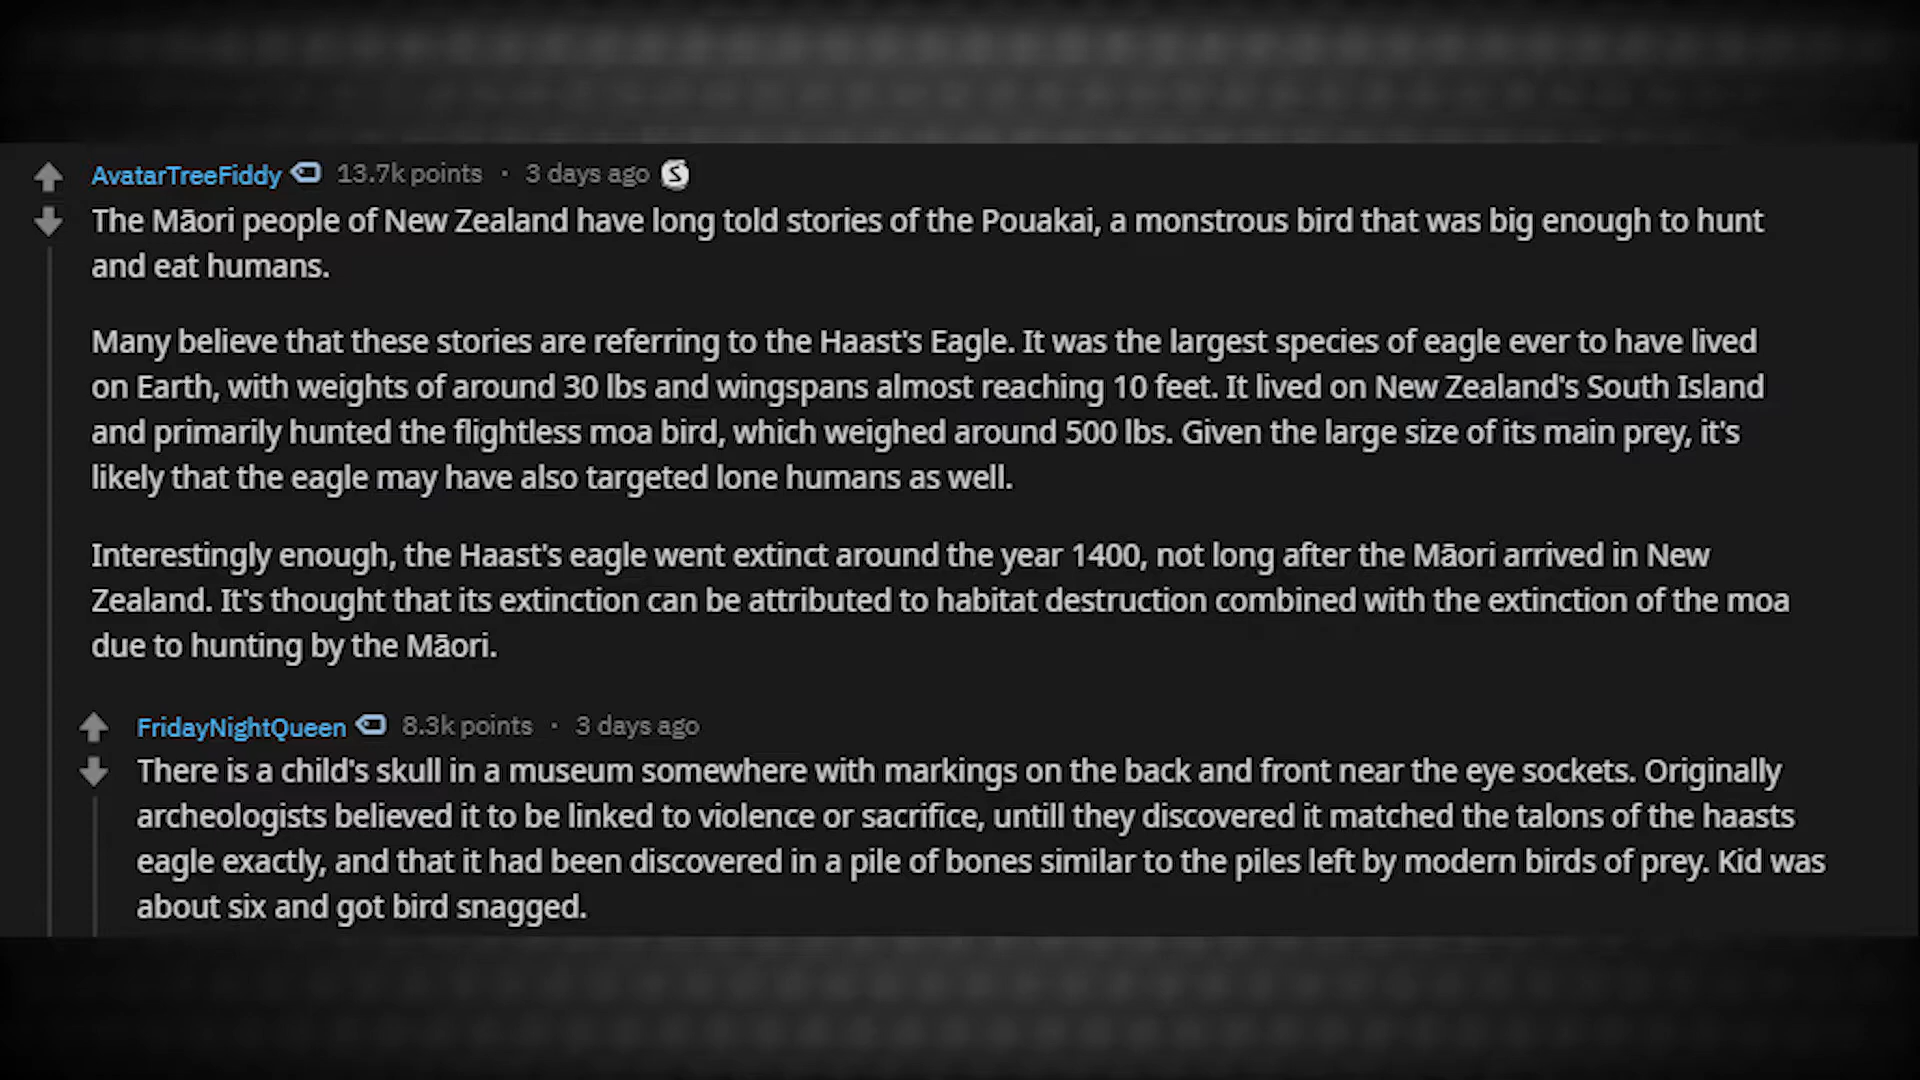 AvatarTreeFiddy 13.7k points · 3 days ago S
The Māori people of New Zealand have long told stories of the Pouakai, a monstrous bird that was big enough to hunt
and eat humans.
Many believe that these stories are referring to the Haast's Eagle. It was the largest species of eagle ever to have lived
on Earth, with weights of around 30 lbs and wingspans almost reaching 10 feet. It lived on New Zealand's South Island
and primarily hunted the flightless moa bird, which weighed around 500 lbs. Given the large size of its main prey, it's
likely that the eagle may have also targeted lone humans as well.
Interestingly enough, the Haast's eagle went extinct around the year 1400, not long after the Māori arrived in New
Zealand. It's thought that its extinction can be attributed to habitat destruction combined with the extinction of the moa
due to hunting by the Māori.
FridayNightQueen 8.3k points · 3 days ago
There is a child's skull in a museum somewhere with markings on the back and front near the eye sockets. Originally
archeologists believed it to be linked to violence or sacrifice, untill they discovered it matched the talons of the haasts
eagle exactly, and that it had been discovered in a pile of bones similar to the piles left by modern birds of prey. Kid was
about six and got bird snagged.